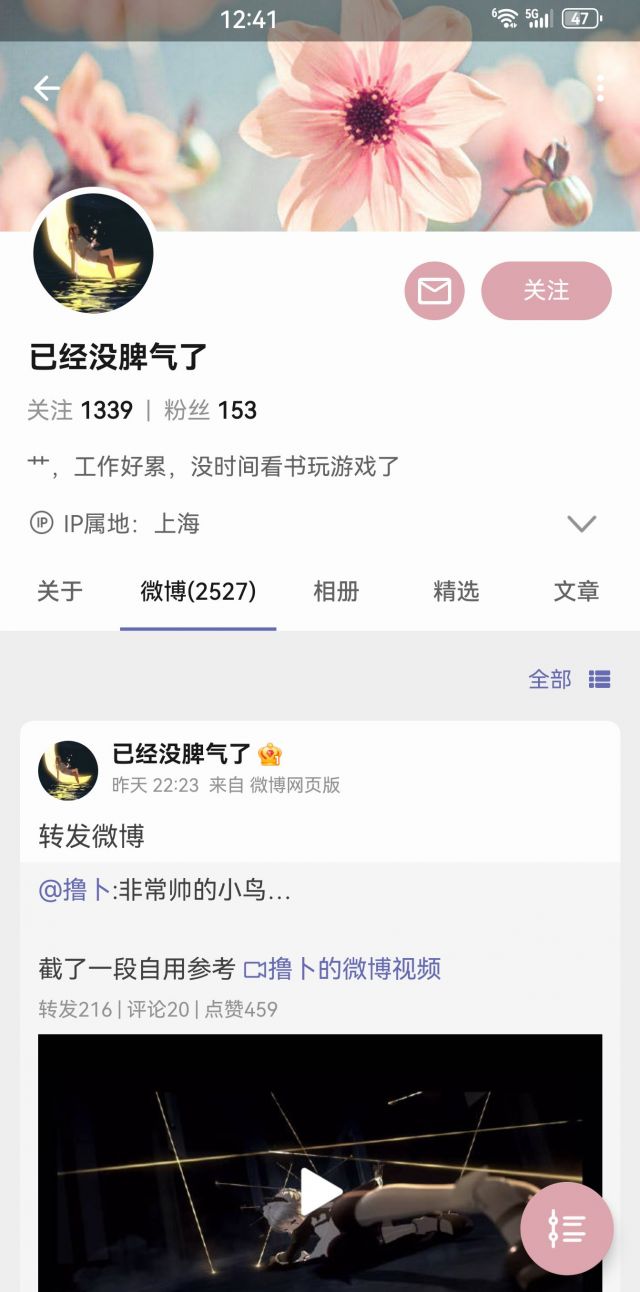 12:41
6 5G 47
关注
已经没脾气了
关注 1339 | 粉丝 153
艹，工作好累，没时间看书玩游戏了
IP IP属地： 上海
关于 微博(2527) 相册 精选 文章
全部
已经没脾气了
昨天 22:23 来自 微博网页版
转发微博
@撸卜:非常帅的小鸟…
截了一段自用参考 撸卜的微博视频
转发216 | 评论20 | 点赞459